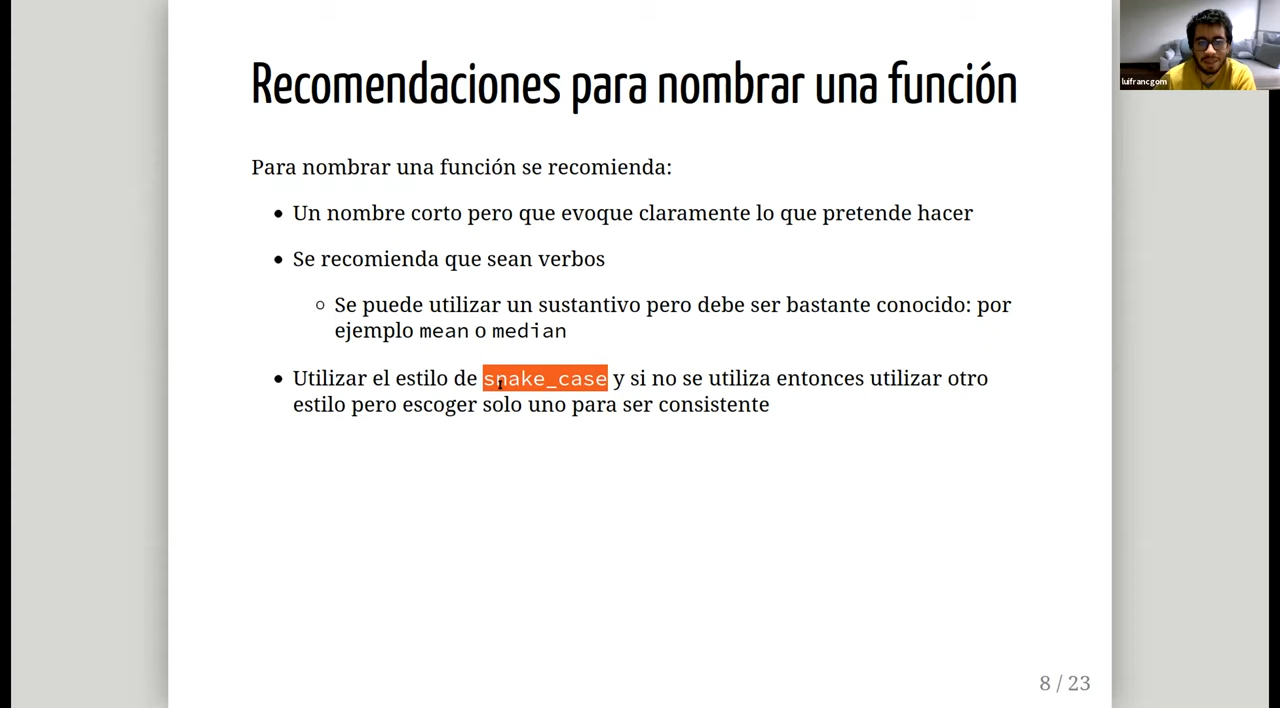 Recomendaciones para nombrar una función
luifrancgom
Para nombrar una función se recomienda:
Un nombre corto pero que evoque claramente lo que pretende hacer
Se recomienda que sean verbos
Se puede utilizar un sustantivo pero debe ser bastante conocido: por
ejemplo mean o median
Utilizar el estilo de snake_case y si no se utiliza entonces utilizar otro
estilo pero escoger solo uno para ser consistente
8 / 23